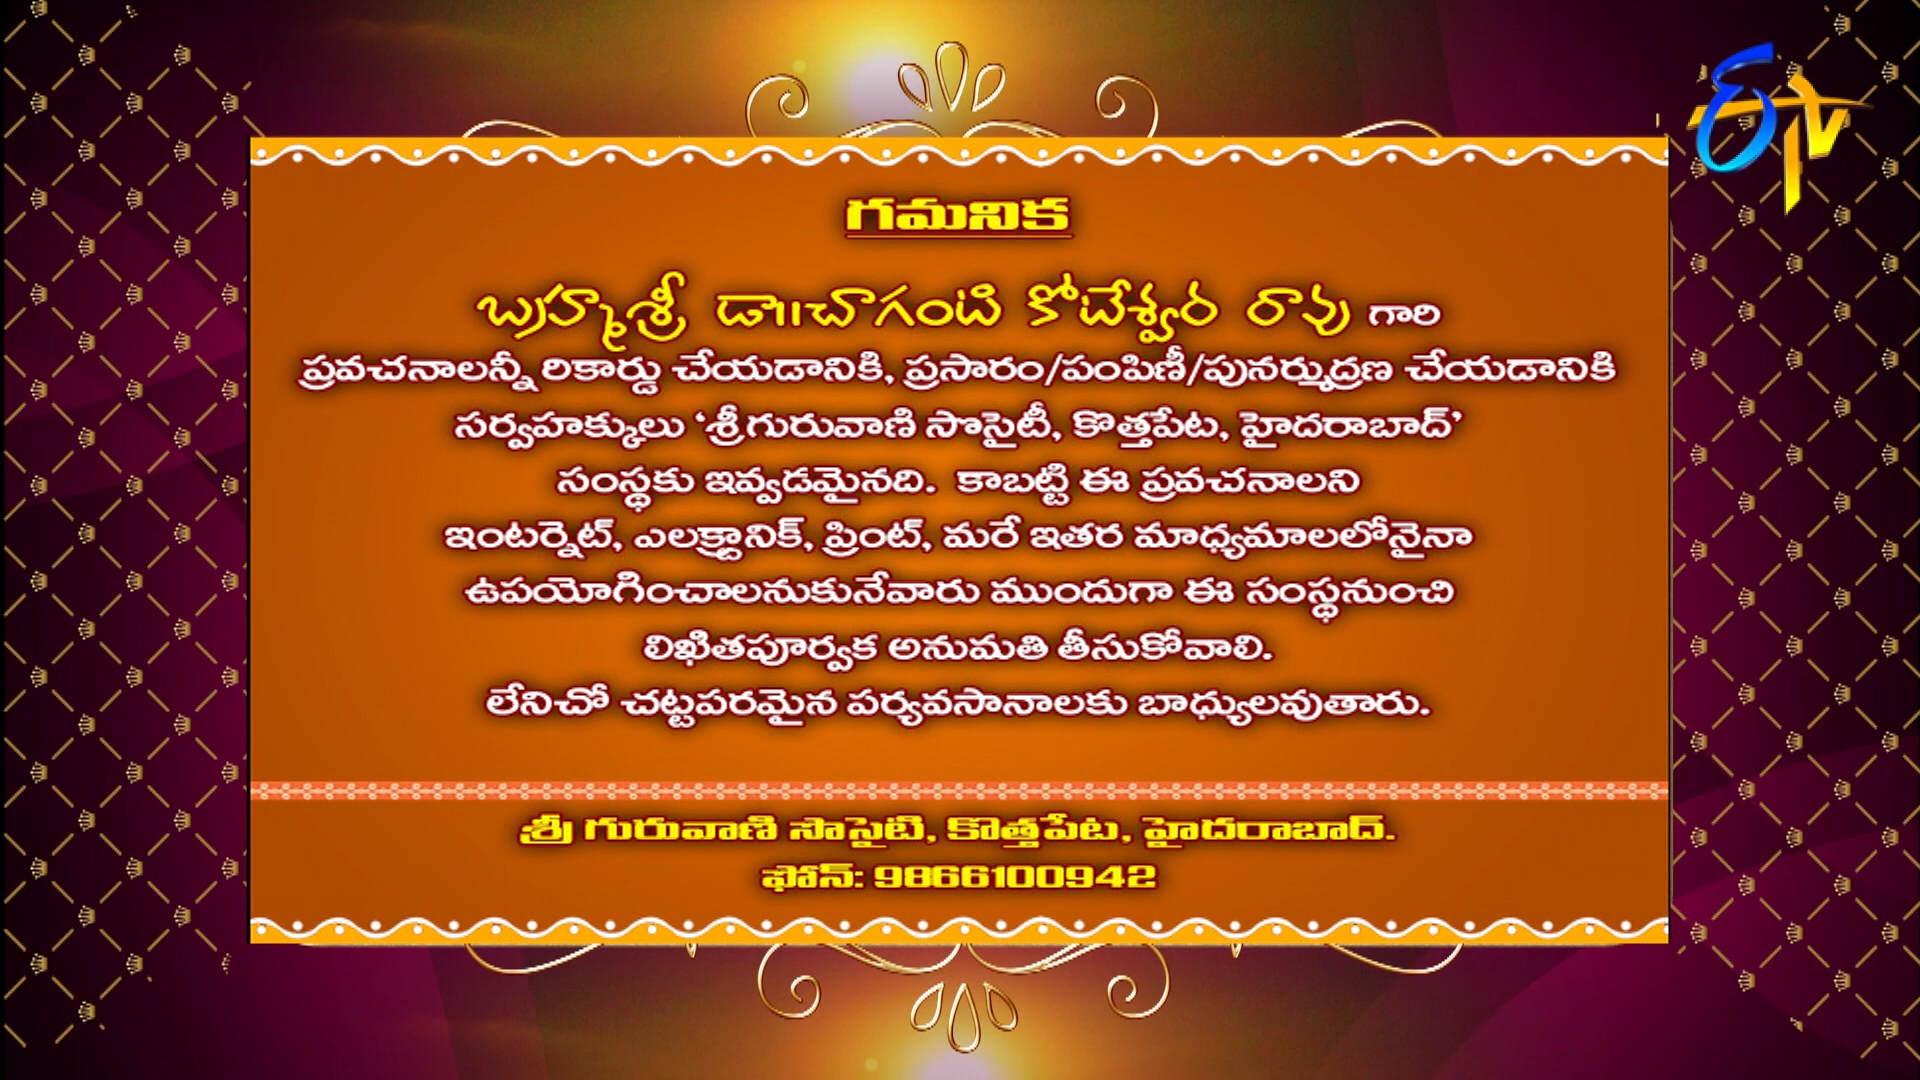 ETV
గమనిక
బ్రహ్మశ్రీ డా॥చాగంటి కోటేశ్వర రావు గారి
ప్రవచనాలన్నీ రికార్డు చేయడానికి, ప్రసారం/పంపిణీ/పునర్ముద్రణ చేయడానికి
సర్వహక్కులు ‘శ్రీగురువాణి సొసైటీ, కొత్తపేట, హైదరాబాద్’
సంస్థకు ఇవ్వడమైనది. కాబట్టి ఈ ప్రవచనాలని
ఇంటర్నెట్, ఎలక్ట్రానిక్, ప్రింట్, మరే ఇతర మాధ్యమాలలోనైనా
ఉపయోగించాలనుకునేవారు ముందుగా ఈ సంస్థనుంచి
లిఖితపూర్వక అనుమతి తీసుకోవాలి.
లేనిచో చట్టపరమైన పర్యవసానాలకు బాధ్యులవుతారు.
శ్రీ గురువాణి సొసైటి, కొత్తపేట, హైదరాబాద్.
ఫోన్: 9866100942